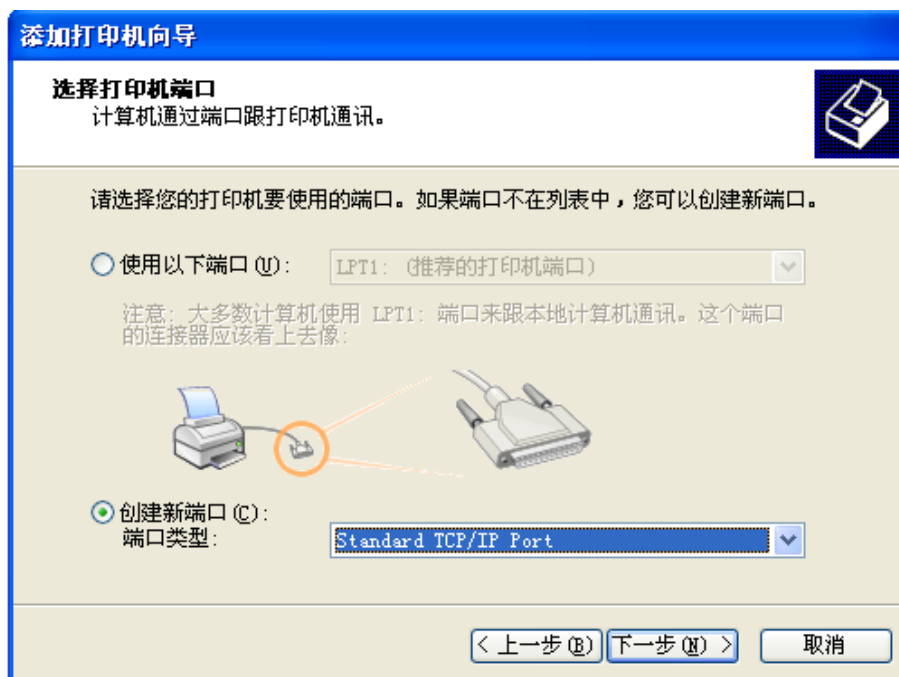 添加打印机向导
选择打印机端口
计算机通过端口跟打印机通讯。
请选择您的打印机要使用的端口。如果端口不在列表中，您可以创建新端口。
使用以下端口(U): LPT1: (推荐的打印机端口)
注意: 大多数计算机使用 LPT1: 端口来跟本地计算机通讯。这个端口
的连接器应该看上去像:
创建新端口(C):
端口类型: Standard TCP/IP Port
< 上一步(B) 下一步(N) > 取消